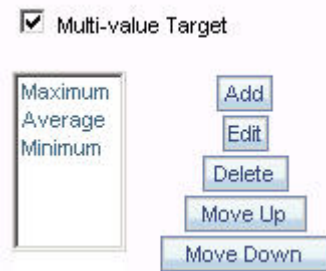 Multi-value Target
Maximum
Average
Minimum
Add
Edit
Delete
Move Up
Move Down